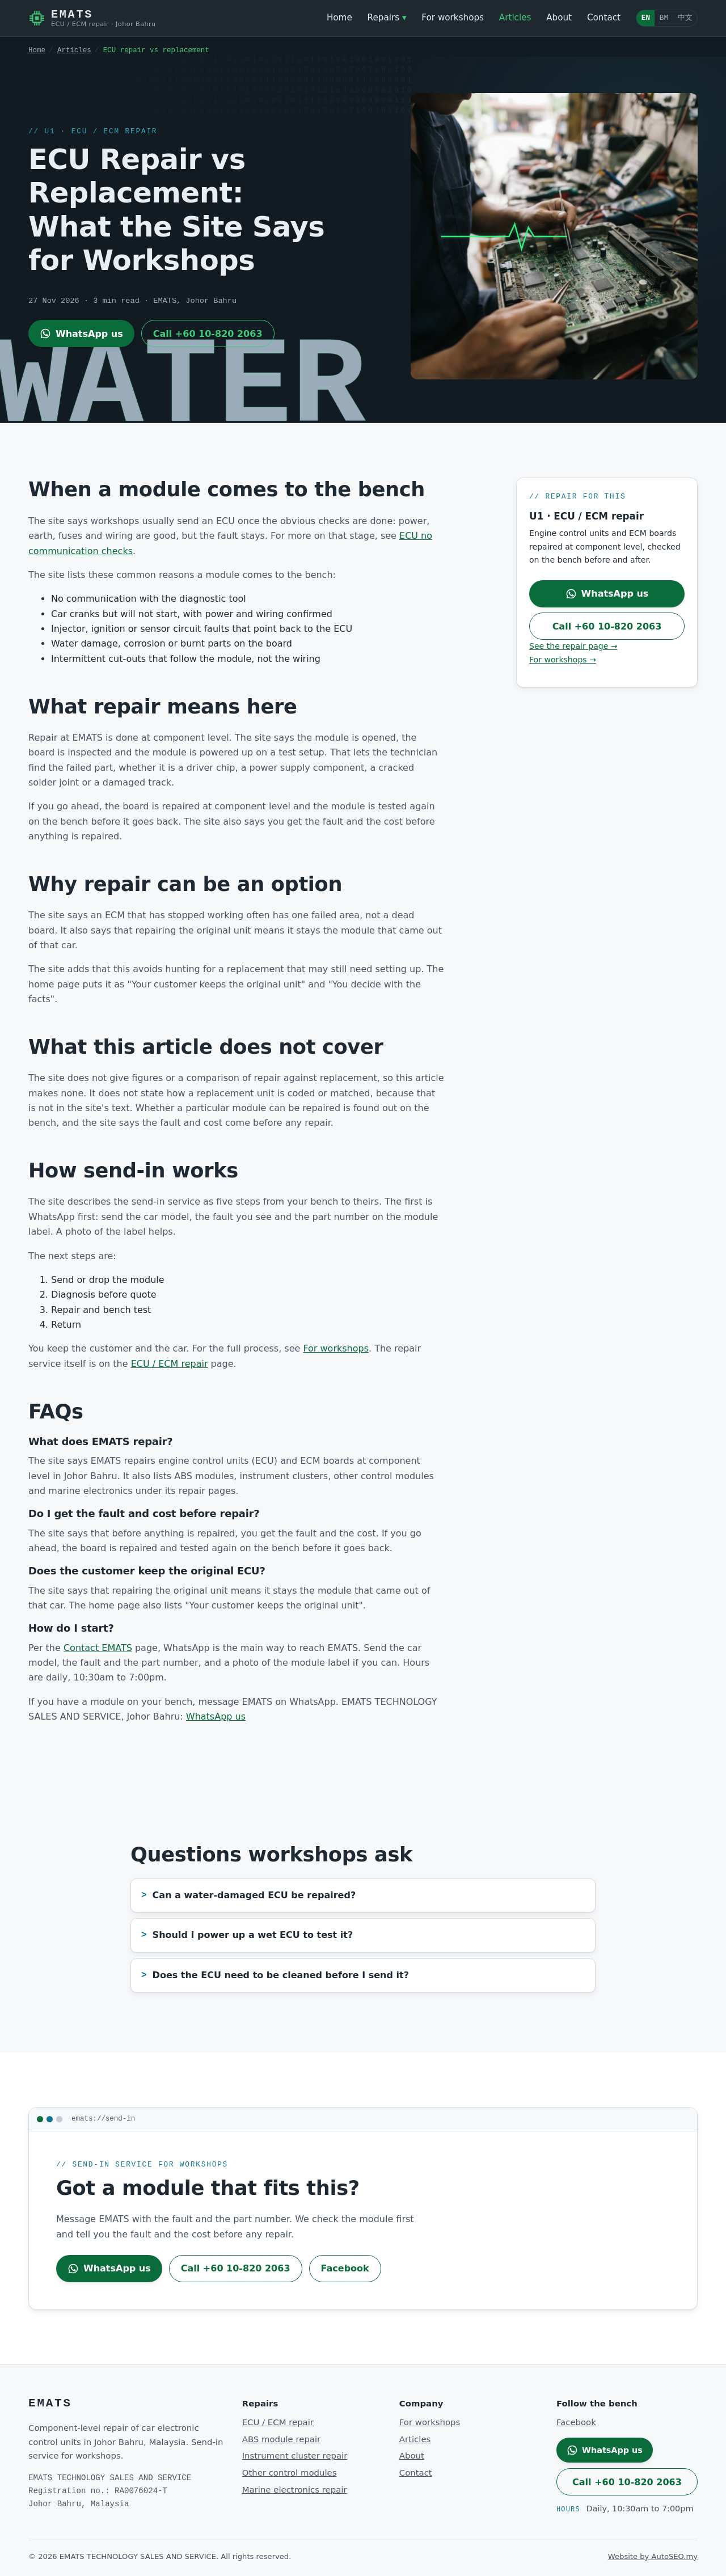 EMATS
ECU / ECM repair · Johor Bahru
Home
Repairs ▾
For workshops
Articles
About
Contact
EN
BM
中文
Home / Articles / ECU repair vs replacement
// U1 · ECU / ECM REPAIR
ECU Repair vs
Replacement:
What the Site Says
for Workshops
27 Nov 2026 · 3 min read · EMATS, Johor Bahru
WhatsApp us
Call +60 10-820 2063
WATER
When a module comes to the bench
The site says workshops usually send an ECU once the obvious checks are done: power,
earth, fuses and wiring are good, but the fault stays. For more on that stage, see ECU no
communication checks.
The site lists these common reasons a module comes to the bench:
• No communication with the diagnostic tool
• Car cranks but will not start, with power and wiring confirmed
• Injector, ignition or sensor circuit faults that point back to the ECU
• Water damage, corrosion or burnt parts on the board
• Intermittent cut-outs that follow the module, not the wiring
// REPAIR FOR THIS
U1 · ECU / ECM repair
Engine control units and ECM boards
repaired at component level, checked
on the bench before and after.
WhatsApp us
Call +60 10-820 2063
See the repair page →
For workshops →
What repair means here
Repair at EMATS is done at component level. The site says the module is opened, the
board is inspected and the module is powered up on a test setup. That lets the technician
find the failed part, whether it is a driver chip, a power supply component, a cracked
solder joint or a damaged track.
If you go ahead, the board is repaired at component level and the module is tested again
on the bench before it goes back. The site also says you get the fault and the cost before
anything is repaired.
Why repair can be an option
The site says an ECM that has stopped working often has one failed area, not a dead
board. It also says that repairing the original unit means it stays the module that came out
of that car.
The site adds that this avoids hunting for a replacement that may still need setting up. The
home page puts it as "Your customer keeps the original unit" and "You decide with the
facts".
What this article does not cover
The site does not give figures or a comparison of repair against replacement, so this article
makes none. It does not state how a replacement unit is coded or matched, because that
is not in the site's text. Whether a particular module can be repaired is found out on the
bench, and the site says the fault and cost come before any repair.
How send-in works
The site describes the send-in service as five steps from your bench to theirs. The first is
WhatsApp first: send the car model, the fault you see and the part number on the module
label. A photo of the label helps.
The next steps are:
1. Send or drop the module
2. Diagnosis before quote
3. Repair and bench test
4. Return
You keep the customer and the car. For the full process, see For workshops. The repair
service itself is on the ECU / ECM repair page.
FAQs
What does EMATS repair?
The site says EMATS repairs engine control units (ECU) and ECM boards at component
level in Johor Bahru. It also lists ABS modules, instrument clusters, other control modules
and marine electronics under its repair pages.
Do I get the fault and cost before repair?
The site says that before anything is repaired, you get the fault and the cost. If you go
ahead, the board is repaired and tested again on the bench before it goes back.
Does the customer keep the original ECU?
The site says that repairing the original unit means it stays the module that came out of
that car. The home page also lists "Your customer keeps the original unit".
How do I start?
Per the Contact EMATS page, WhatsApp is the main way to reach EMATS. Send the car
model, the fault and the part number, and a photo of the module label if you can. Hours
are daily, 10:30am to 7:00pm.
If you have a module on your bench, message EMATS on WhatsApp. EMATS TECHNOLOGY
SALES AND SERVICE, Johor Bahru: WhatsApp us
Questions workshops ask
> Can a water-damaged ECU be repaired?
> Should I power up a wet ECU to test it?
> Does the ECU need to be cleaned before I send it?
emats://send-in
// SEND-IN SERVICE FOR WORKSHOPS
Got a module that fits this?
Message EMATS with the fault and the part number. We check the module first
and tell you the fault and the cost before any repair.
WhatsApp us
Call +60 10-820 2063
Facebook
EMATS
Component-level repair of car electronic
control units in Johor Bahru, Malaysia. Send-in
service for workshops.
EMATS TECHNOLOGY SALES AND SERVICE
Registration no.: RA0076024-T
Johor Bahru, Malaysia
Repairs
ECU / ECM repair
ABS module repair
Instrument cluster repair
Other control modules
Marine electronics repair
Company
For workshops
Articles
About
Contact
Follow the bench
Facebook
WhatsApp us
Call +60 10-820 2063
HOURS Daily, 10:30am to 7:00pm
© 2026 EMATS TECHNOLOGY SALES AND SERVICE. All rights reserved.
Website by AutoSEO.my